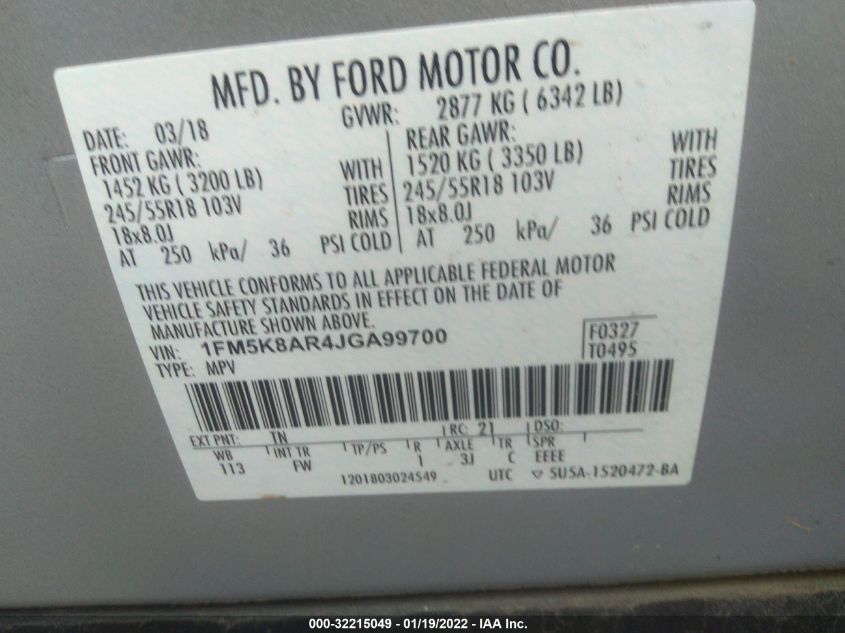 MFD. BY FORD MOTOR CO.
DATE: 03/18 GVWR: 2877 KG ( 6342 LB)
FRONT GAWR: REAR GAWR:
1452 KG ( 3200 LB) WITH 1520 KG ( 3350 LB) WITH
245/55R18 103V TIRES 245/55R18 103V TIRES
18x8.0J RIMS 18x8.0J RIMS
AT 250 kPa/ 36 PSI COLD AT 250 kPa/ 36 PSI COLD
THIS VEHICLE CONFORMS TO ALL APPLICABLE FEDERAL MOTOR
VEHICLE SAFETY STANDARDS IN EFFECT ON THE DATE OF
MANUFACTURE SHOWN ABOVE.
VIN: 1FM5K8AR4JGA99700 F0327
TYPE: MPV T0495
EXT PNT: TN RC: 21 DSO:
WB INT TR TP/PS R AXLE TR SPR
113 FW 1 3J C EEEE
1201803024549 UTC ▽ SU5A-1520472-BA
000-32215049 - 01/19/2022 - IAA Inc.